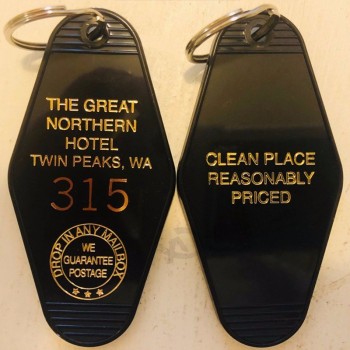 THE GREAT
NORTHERN
HOTEL
TWIN PEAKS, WA
315
DROP IN ANY MAILBOX
WE
GUARANTEE
POSTAGE
CLEAN PLACE
REASONABLY
PRICED